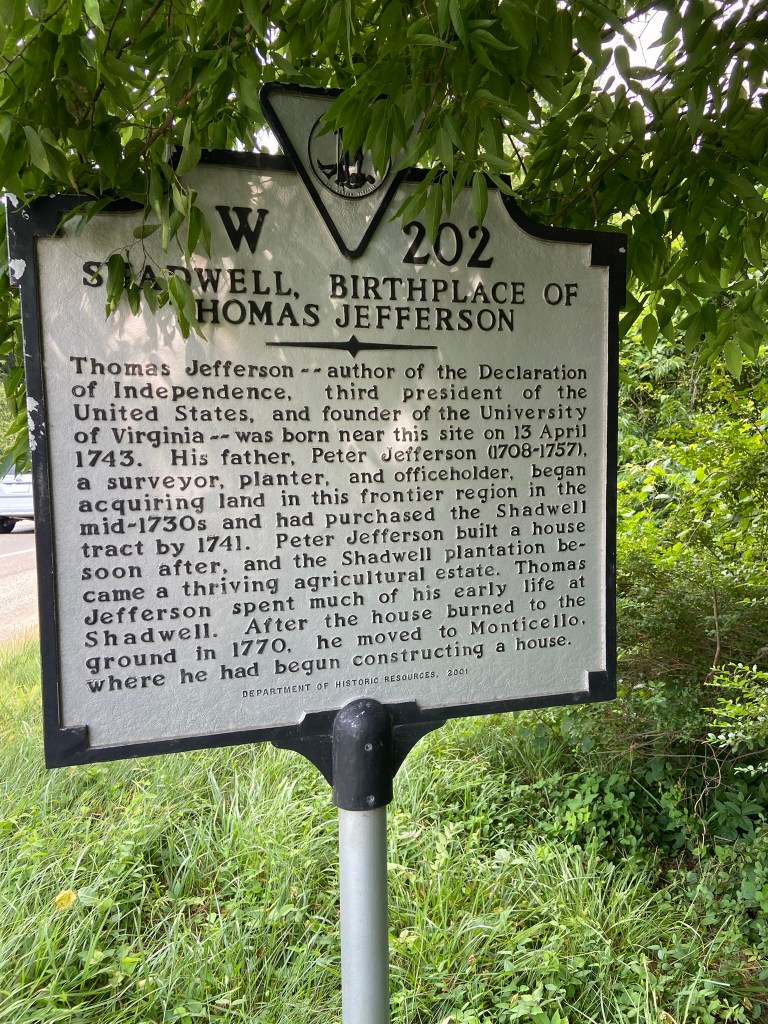 W 202
SHADWELL, BIRTHPLACE OF
THOMAS JEFFERSON
Thomas Jefferson--author of the Declaration
of Independence, third president of the
United States, and founder of the University
of Virginia--was born near this site on 13 April
1743. His father, Peter Jefferson (1708-1757),
a surveyor, planter, and officeholder, began
acquiring land in this frontier region in the
mid-1730s and had purchased the Shadwell
tract by 1741. Peter Jefferson built a house
soon after, and the Shadwell plantation be-
came a thriving agricultural estate. Thomas
Jefferson spent much of his early life at
Shadwell. After the house burned to the
ground in 1770, he moved to Monticello,
where he had begun constructing a house.
DEPARTMENT OF HISTORIC RESOURCES, 2001